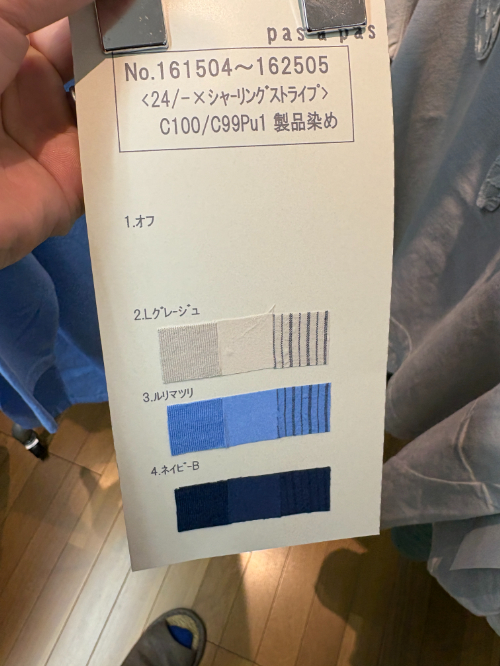 pas à pas
No.161504〜162505
<24/−×シャーリングストライプ>
C100/C99Pu1 製品染め
1.オフ
2.Lグレージュ
3.ルリマツリ
4.ネイビーB